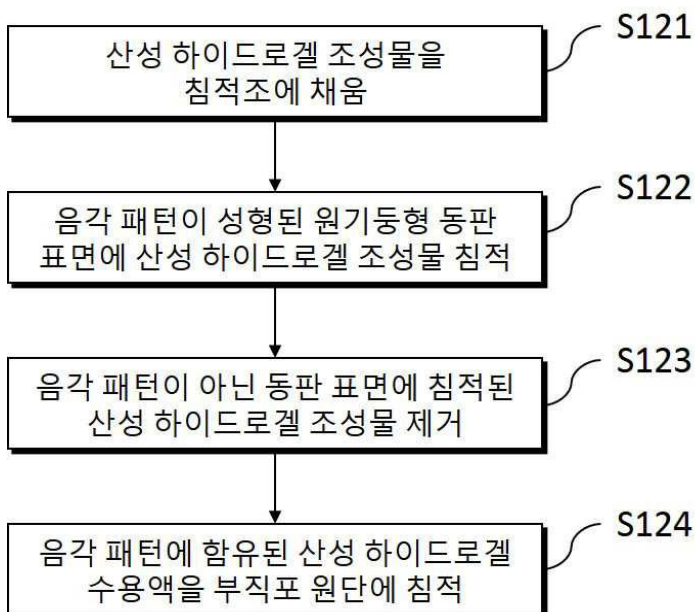 산성 하이드로겔 조성물을
침적조에 채움
S121
음각 패턴이 성형된 원기둥형 동판
표면에 산성 하이드로겔 조성물 침적
S122
음각 패턴이 아닌 동판 표면에 침적된
산성 하이드로겔 조성물 제거
S123
음각 패턴에 함유된 산성 하이드로겔
수용액을 부직포 원단에 침적
S124